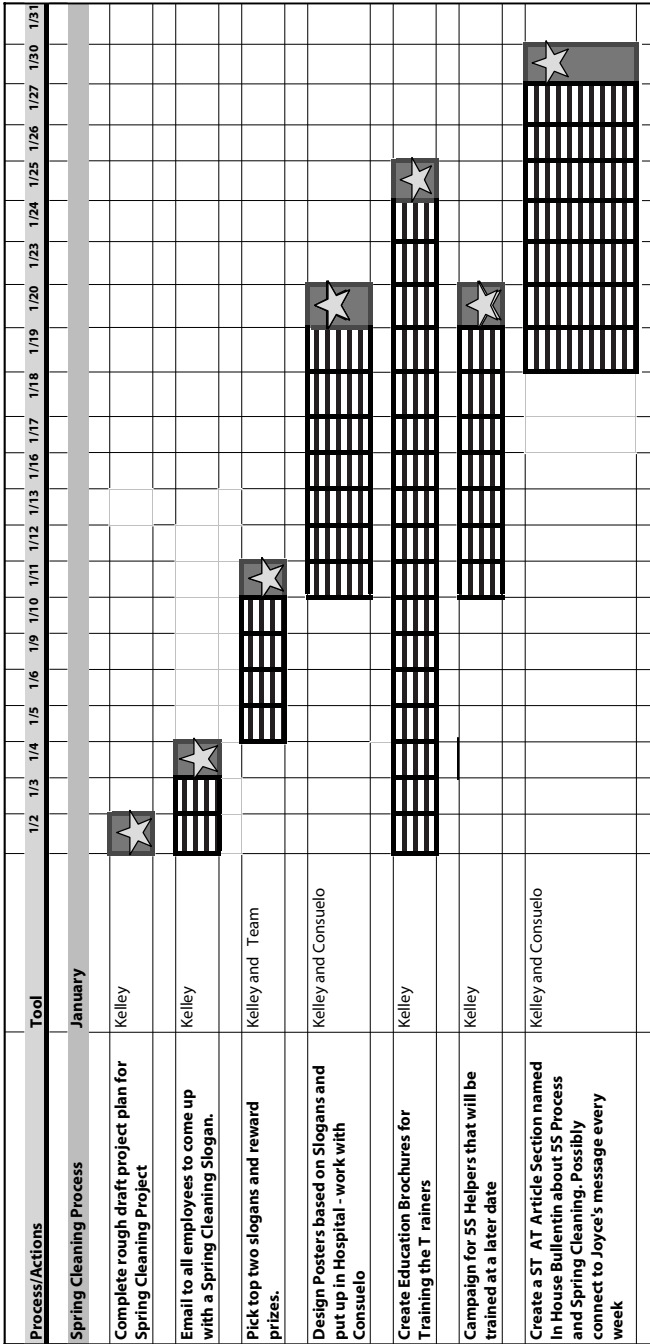 Process/Actions Tool 1/2 1/3 1/4 1/5 1/6 1/9 1/10 1/11 1/12 1/13 1/16 1/17 1/18 1/19 1/20 1/23 1/24 1/25 1/26 1/27 1/30 1/31
Spring Cleaning Process January
Complete rough draft project plan for Kelley
Spring Cleaning Project
Email to all employees to come up Kelley
with a Spring Cleaning Slogan.
Pick top two slogans and reward Kelley and Team
prizes.
Design Posters based on Slogans and Kelley and Consuelo
put up in Hospital - work with
Consuelo
Create Education Brochures for Kelley
Training the T rainers
Campaign for 5S Helpers that will be Kelley
trained at a later date
Create a ST AT Article Section named Kelley and Consuelo
In House Bullentin about 5S Process
and Spring Cleaning. Possibly
connect to Joyce's message every
week